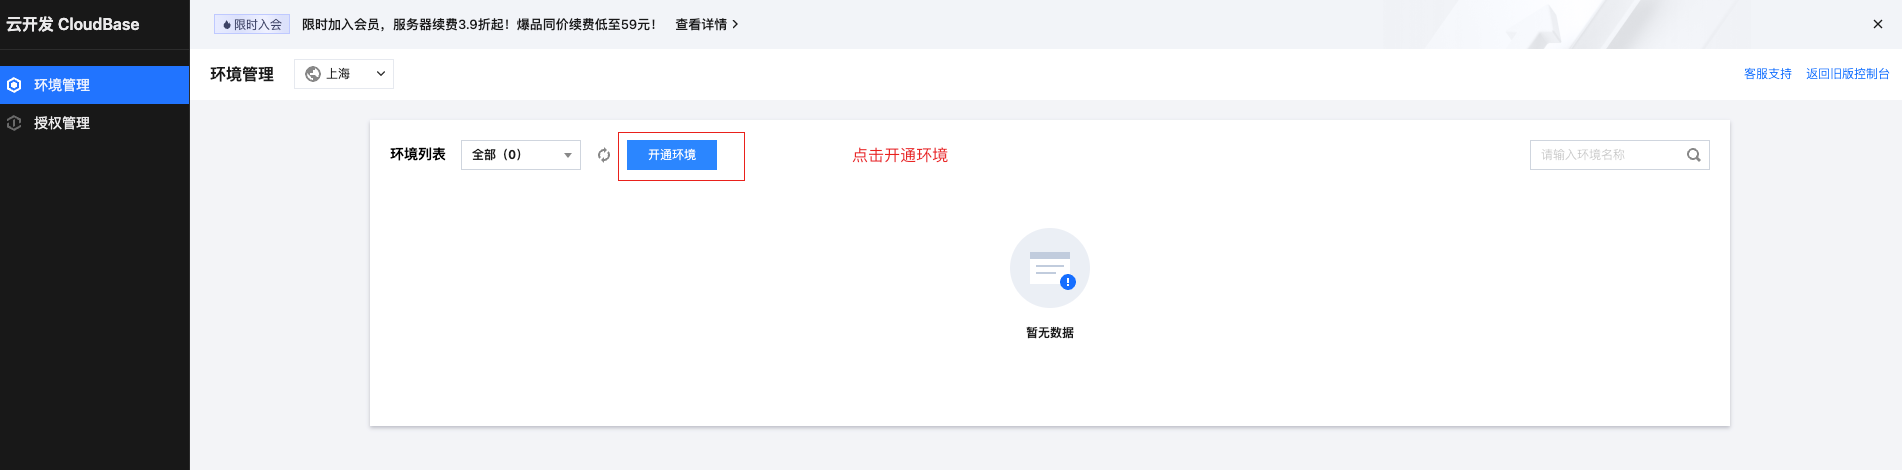 云开发 CloudBase
限时入会 限时加入会员，服务器续费3.9折起！爆品同价续费低至59元！ 查看详情
环境管理
授权管理
环境管理 上海
客服支持 返回旧版控制台
环境列表 全部（0） 开通环境 点击开通环境 请输入环境名称
暂无数据